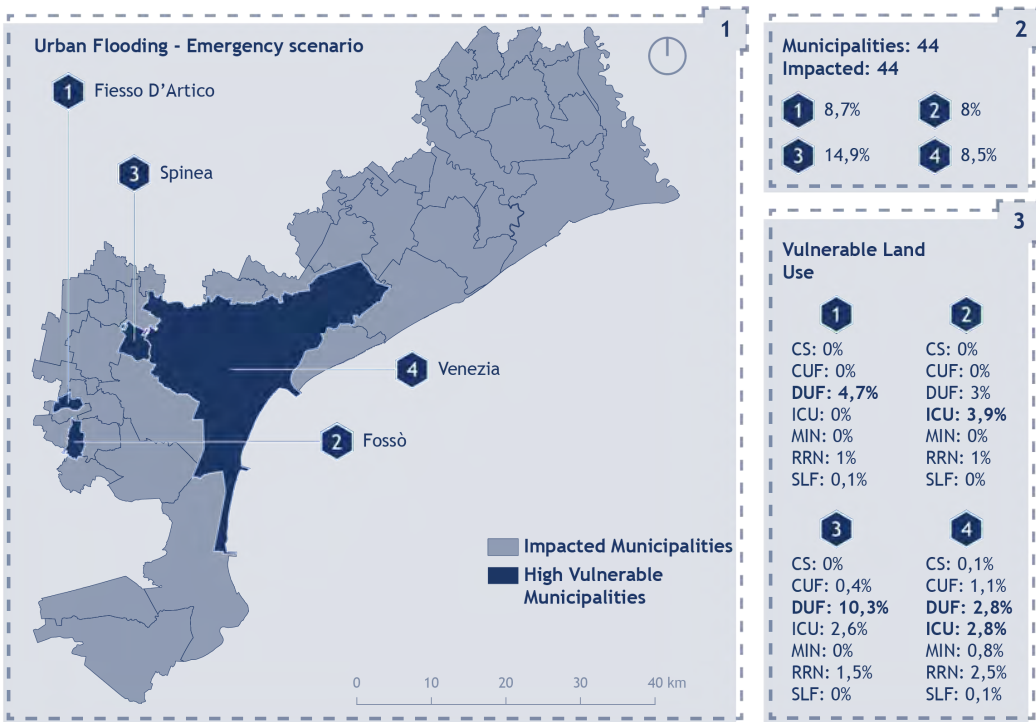 1
Urban Flooding - Emergency scenario
1 Fiesso D'Artico
3 Spinea
4 Venezia
2 Fossò
Impacted Municipalities
High Vulnerable
Municipalities
0 10 20 30 40 km
2
Municipalities: 44
Impacted: 44
1 8,7% 2 8%
3 14,9% 4 8,5%
3
Vulnerable Land
Use
1
CS: 0%
CUF: 0%
DUF: 4,7%
ICU: 0%
MIN: 0%
RRN: 1%
SLF: 0,1%
2
CS: 0%
CUF: 0%
DUF: 3%
ICU: 3,9%
MIN: 0%
RRN: 1%
SLF: 0%
3
CS: 0%
CUF: 0,4%
DUF: 10,3%
ICU: 2,6%
MIN: 0%
RRN: 1,5%
SLF: 0%
4
CS: 0,1%
CUF: 1,1%
DUF: 2,8%
ICU: 2,8%
MIN: 0,8%
RRN: 2,5%
SLF: 0,1%